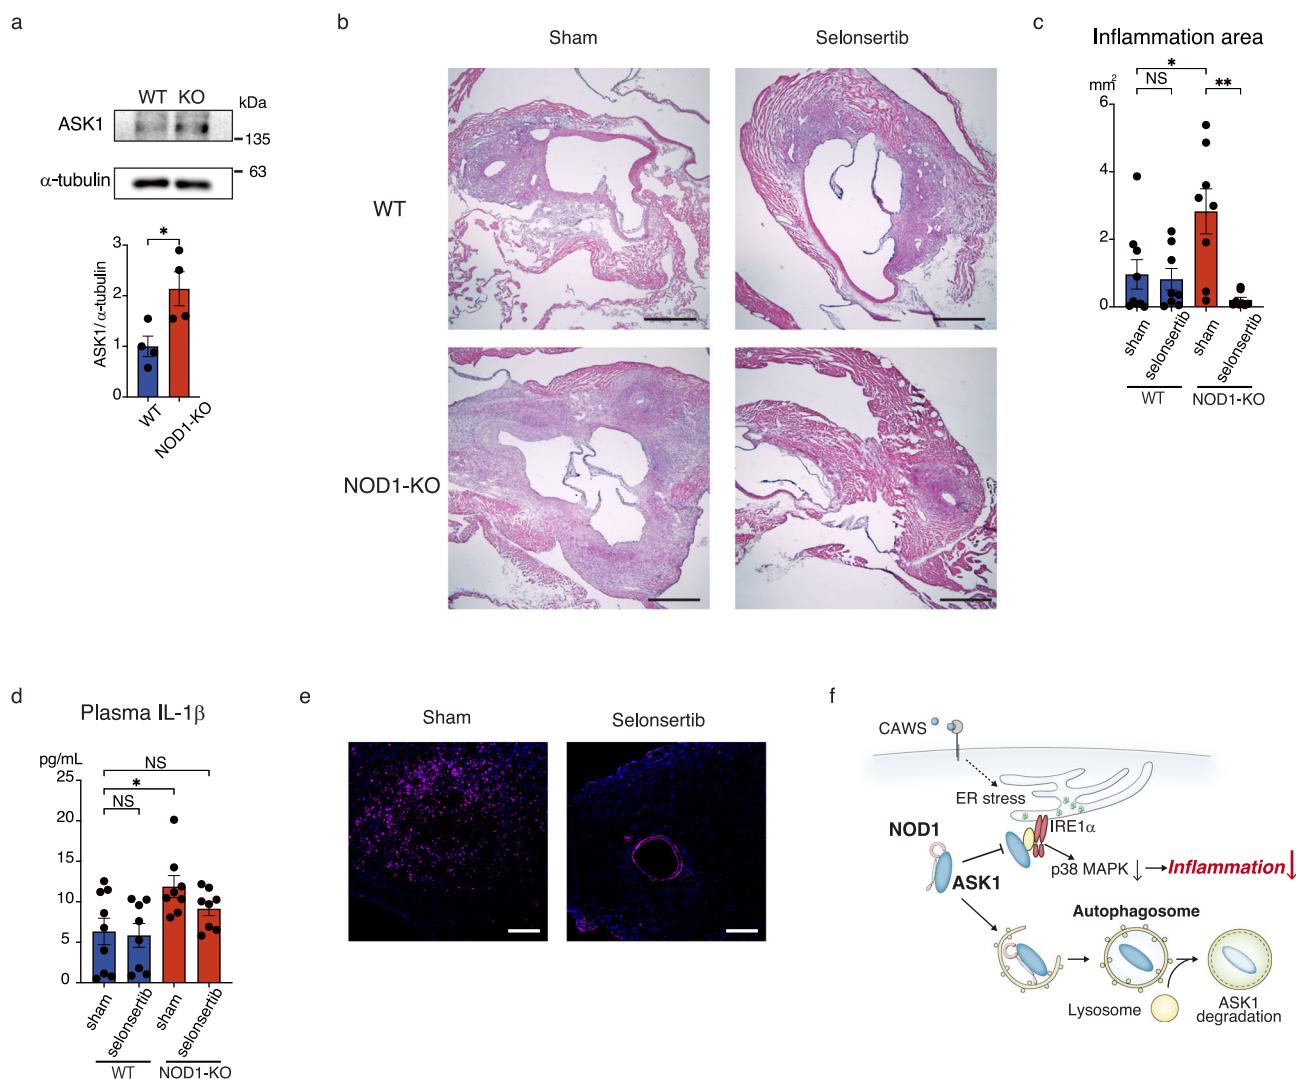 a
WT KO
kDa
ASK1
135
α-tubulin
63
*
ASK1/α-tubulin
3
2
1
0
WT
NOD1-KO
b
Sham
Selonsertib
WT
NOD1-KO
c
Inflammation area
mm²
*
NS
**
6
4
2
0
sham
selonsertib
sham
selonsertib
WT
NOD1-KO
d
Plasma IL-1β
pg/mL
NS
*
NS
25
20
15
10
5
0
sham
selonsertib
sham
selonsertib
WT
NOD1-KO
e
Sham
Selonsertib
f
CAWS
ER stress
NOD1
IRE1α
ASK1
p38 MAPK ↓ → Inflammation ↓
Autophagosome
Lysosome
ASK1
degradation